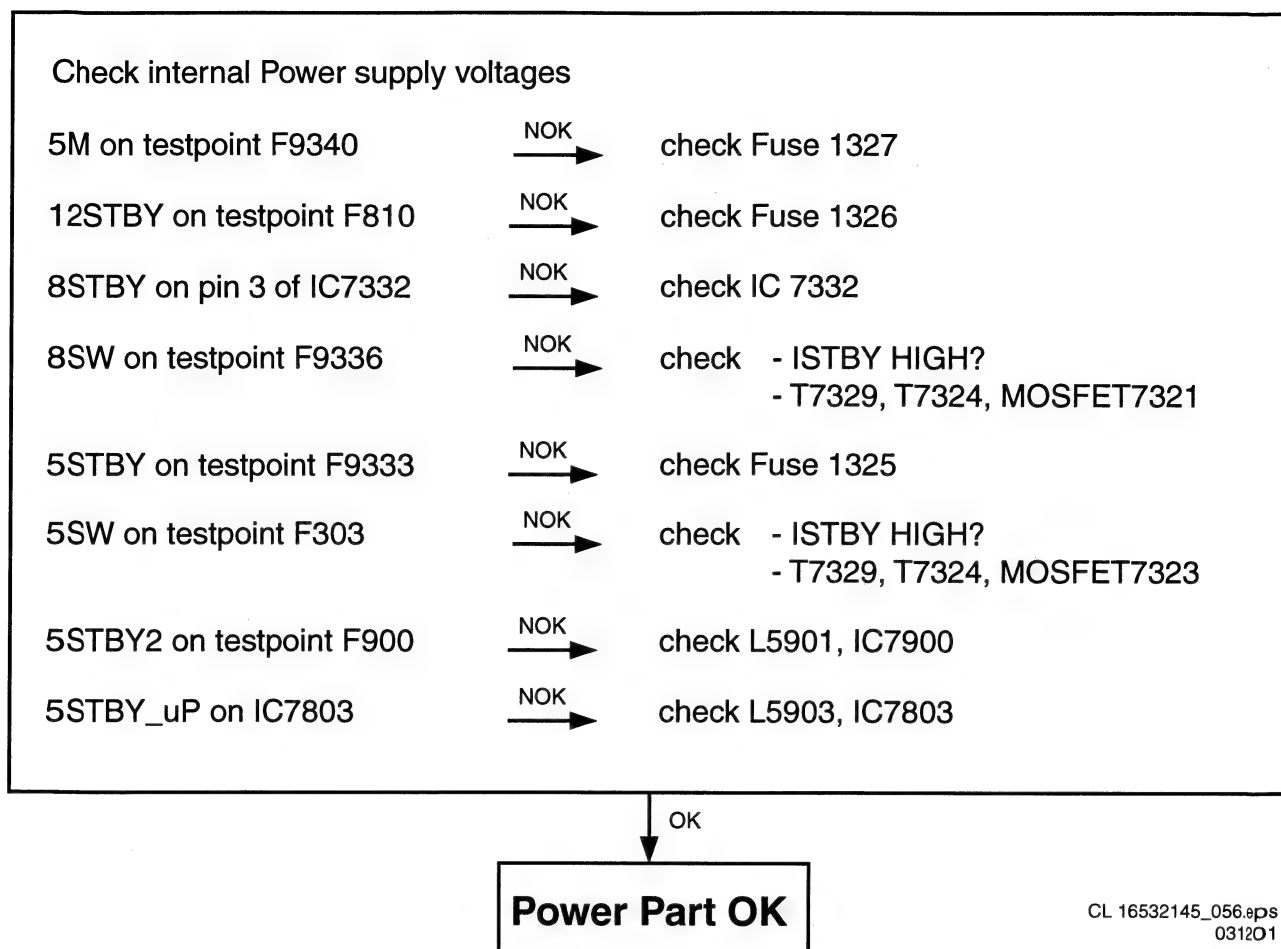 Check internal Power supply voltages
5M on testpoint F9340 NOK check Fuse 1327
12STBY on testpoint F810 NOK check Fuse 1326
8STBY on pin 3 of IC7332 NOK check IC 7332
8SW on testpoint F9336 NOK check - ISTBY HIGH?
- T7329, T7324, MOSFET7321
5STBY on testpoint F9333 NOK check Fuse 1325
5SW on testpoint F303 NOK check - ISTBY HIGH?
- T7329, T7324, MOSFET7323
5STBY2 on testpoint F900 NOK check L5901, IC7900
5STBY_uP on IC7803 NOK check L5903, IC7803
OK
Power Part OK
CL 16532145_056.eps
031201